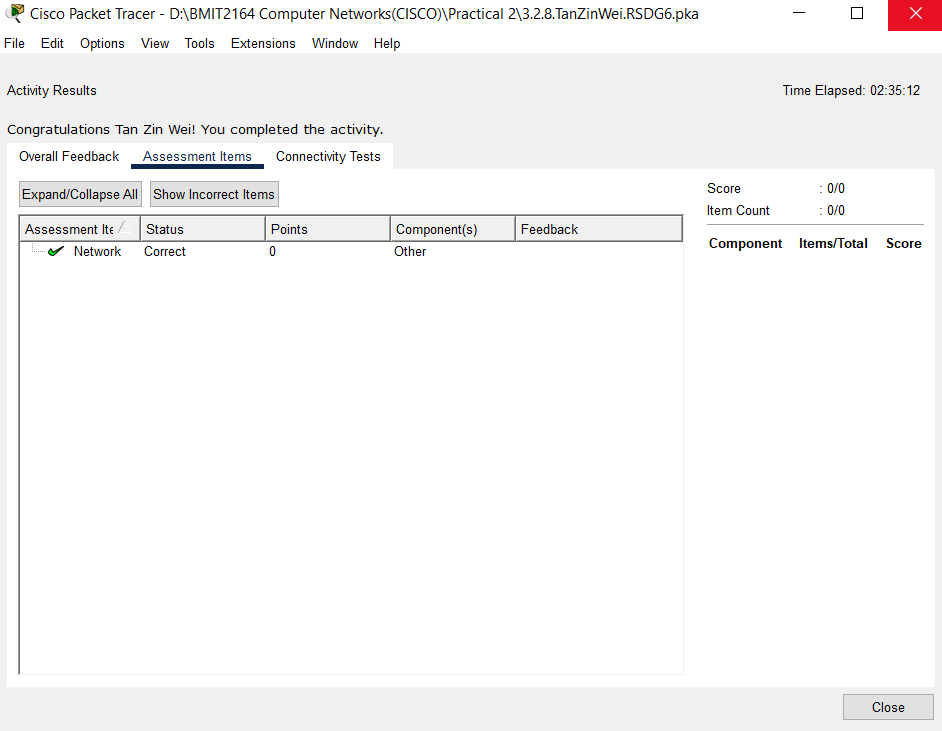 Cisco Packet Tracer - D:\BMIT2164 Computer Networks(CISCO)\Practical 2\3.2.8.TanZinWei.RSDG6.pka
File Edit Options View Tools Extensions Window Help
Activity Results
Time Elapsed: 02:35:12
Congratulations Tan Zin Wei! You completed the activity.
Overall Feedback Assessment Items Connectivity Tests
Expand/Collapse All Show Incorrect Items
Assessment Ite Status Points Component(s) Feedback
Network Correct 0 Other
Score : 0/0
Item Count : 0/0
Component Items/Total Score
Close